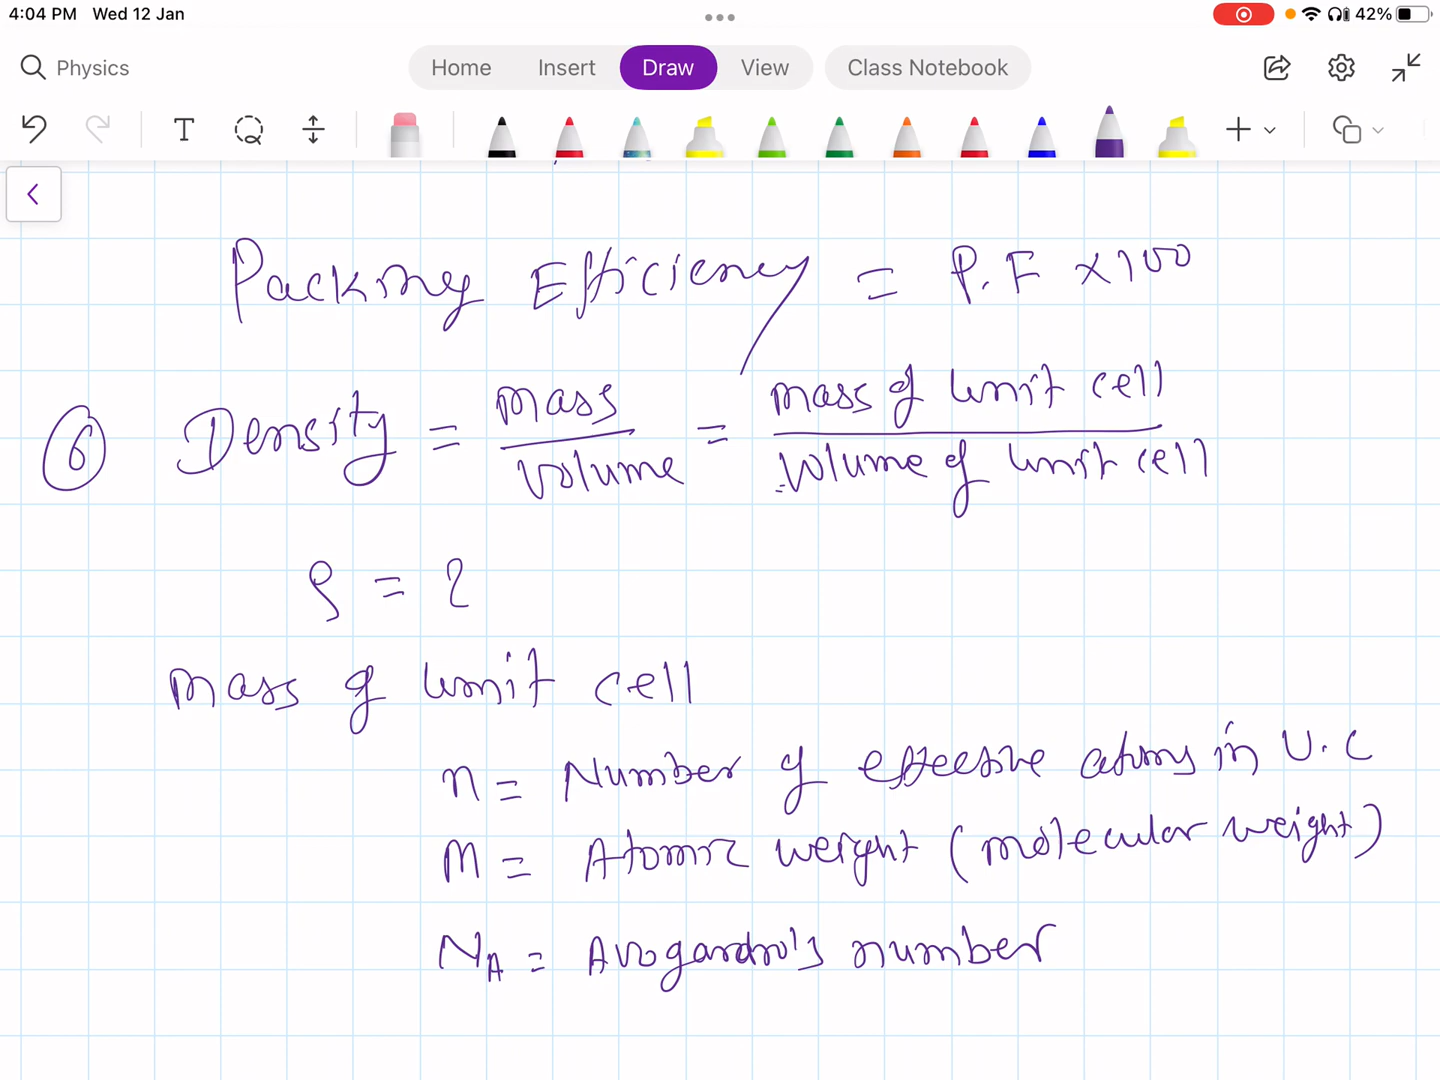 4:04 PM Wed 12 Jan 42%
Physics Home Insert Draw View Class Notebook
T
Packing Efficiency = P.F x100
6 Density = mass / volume = mass of unit cell / volume of unit cell
ρ = ?
mass of unit cell
n = Number of effective atoms in U.C
M = Atomic weight (molecular weight)
NA = Avogardro's number